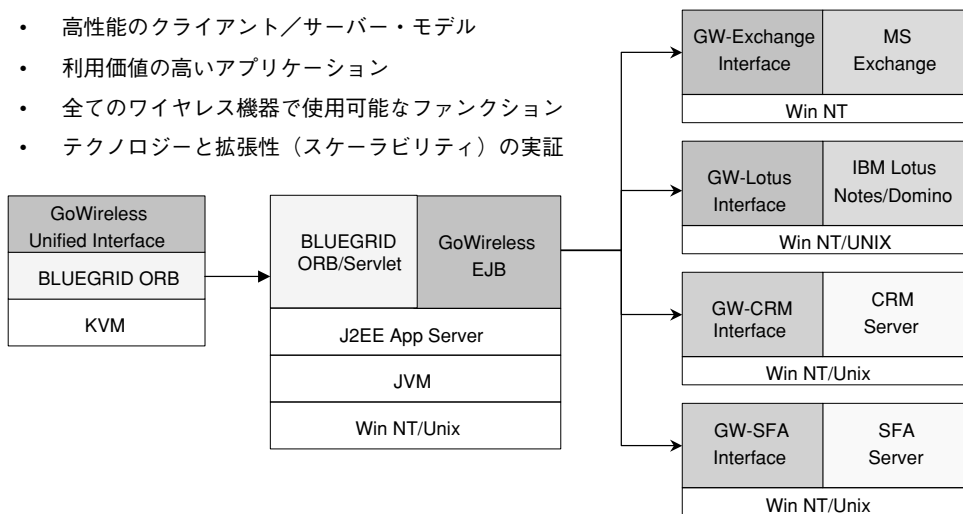 • 高性能のクライアント／サーバー・モデル
• 利用価値の高いアプリケーション
• 全てのワイヤレス機器で使用可能なファンクション
• テクノロジーと拡張性（スケーラビリティ）の実証
GoWireless
Unified Interface
BLUEGRID ORB
KVM
BLUEGRID
ORB/Servlet
GoWireless
EJB
J2EE App Server
JVM
Win NT/Unix
GW-Exchange
Interface
MS
Exchange
Win NT
GW-Lotus
Interface
IBM Lotus
Notes/Domino
Win NT/UNIX
GW-CRM
Interface
CRM
Server
Win NT/Unix
GW-SFA
Interface
SFA
Server
Win NT/Unix